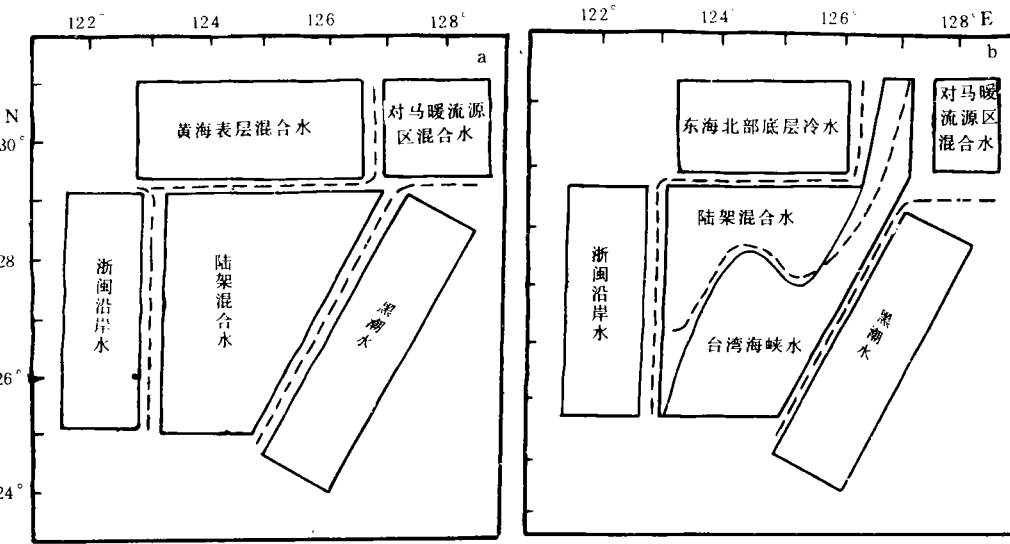 122° 124 126 128°
a
N
30°
28
26°
24°
黄海表层混合水
对马暖流源
区混合水
浙闽沿岸水
陆架混合水
黑潮水
122° 124° 126° 128° E
b
东海北部底层冷水
对马暖
流源区
混合水
陆架混合水
浙闽沿岸水
台湾海峡水
黑潮水